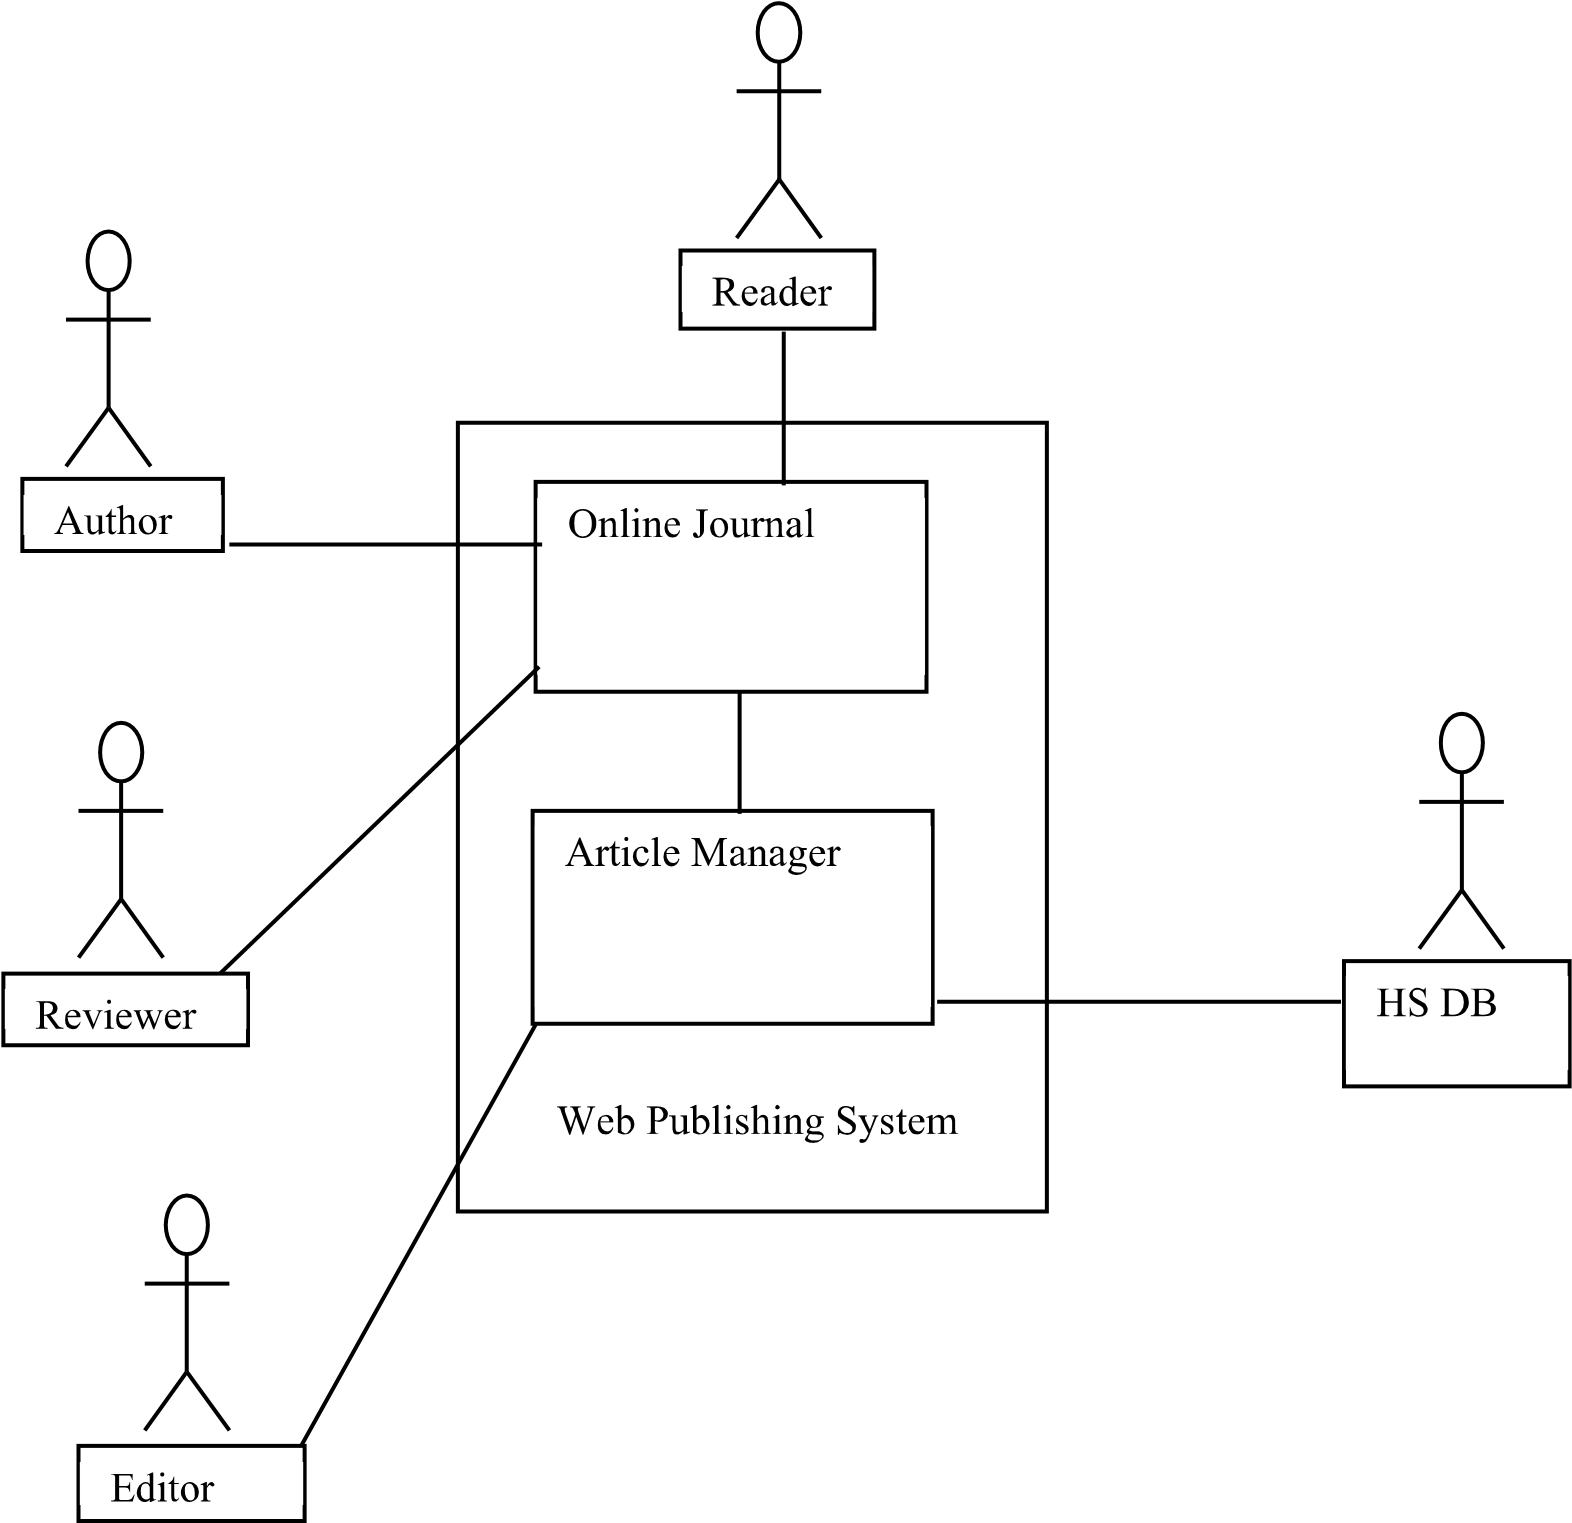 Reader
Author
Online Journal
Article Manager
Reviewer
HS DB
Web Publishing System
Editor